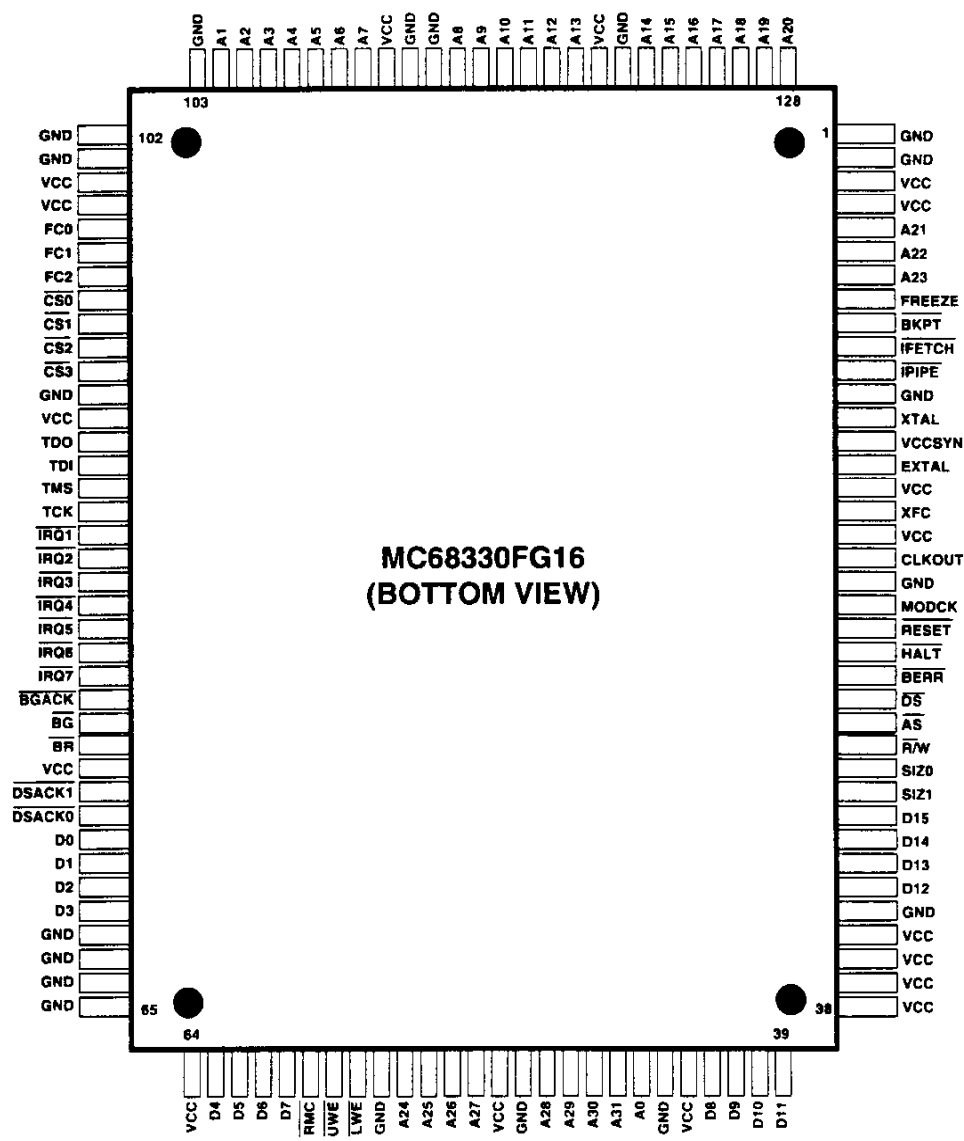 GND A1 A2 A3 A4 A5 A6 A7 VCC GND GND A8 A9 A10 A11 A12 A13 VCC GND A14 A15 A16 A17 A18 A19 A20
103 128
GND 102 1 GND
GND GND
VCC VCC
VCC VCC
FC0 A21
FC1 A22
FC2 A23
CS0 FREEZE
CS1 BKPT
CS2 IFETCH
CS3 IPIPE
GND GND
VCC XTAL
TDO VCCSYN
TDI EXTAL
TMS VCC
TCK XFC
IRQ1 VCC
IRQ2 CLKOUT
MC68330FG16
IRQ3 GND
(BOTTOM VIEW)
IRQ4 MODCK
IRQ5 RESET
IRQ6 HALT
IRQ7 BERR
BGACK DS
BG AS
BR R/W
VCC SIZ0
DSACK1 SIZ1
DSACK0 D15
D0 D14
D1 D13
D2 D12
D3 GND
GND VCC
GND VCC
GND VCC
GND 65 38 VCC
64 39
VCC D4 D5 D6 D7 RMC UWE LWE GND A24 A25 A26 A27 VCC GND A28 A29 A30 A31 A0 GND VCC D8 D9 D10 D11